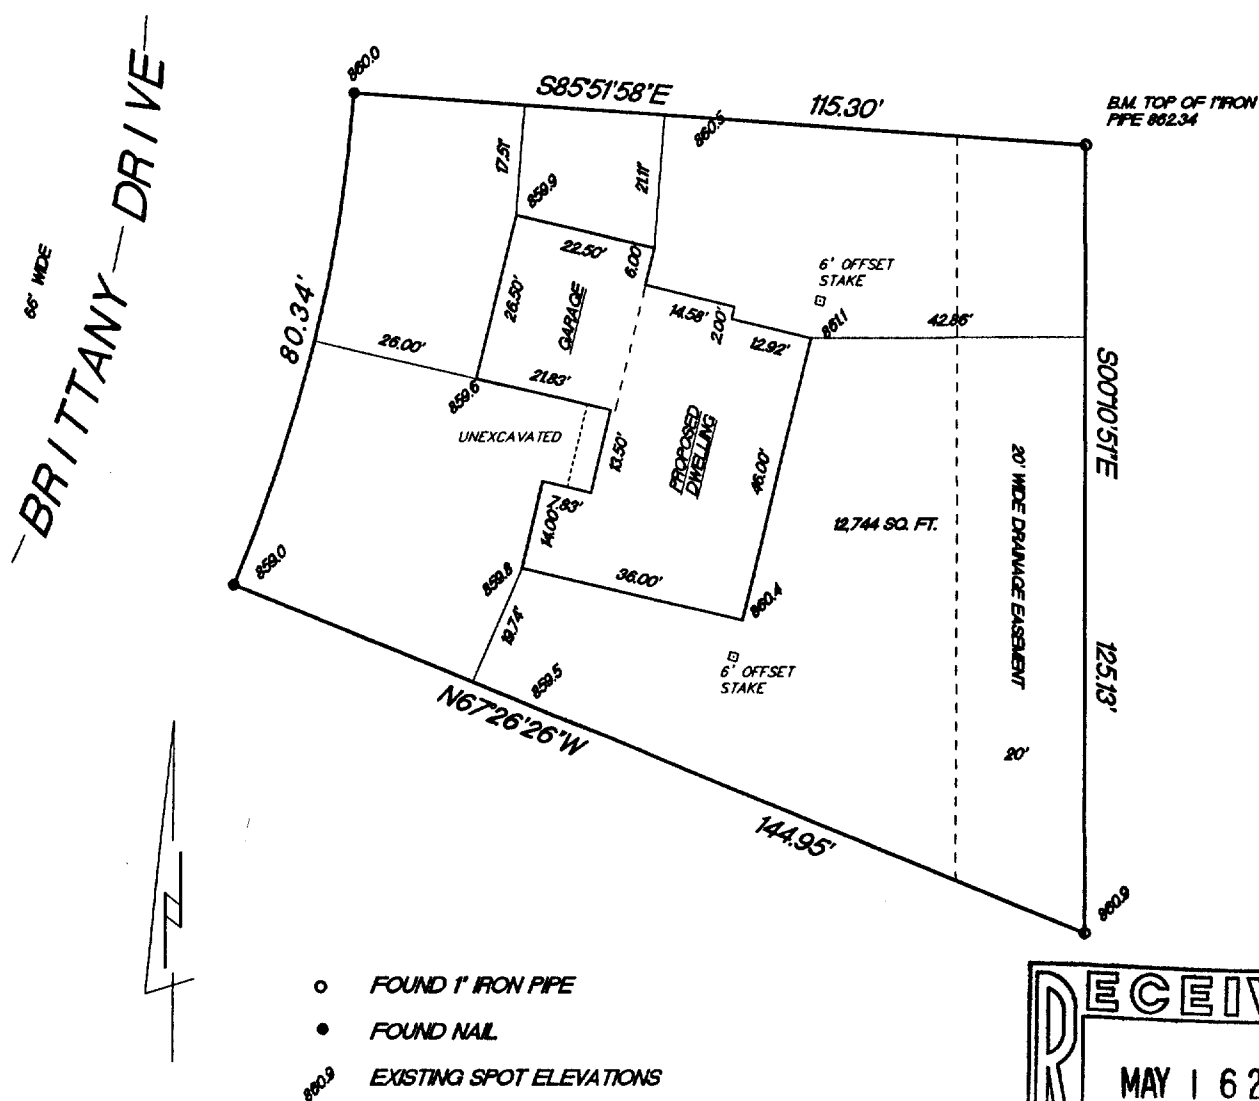 860.0
S85°51'58"E
115.30'
B.M. TOP OF 1"IRON
PIPE 862.34
BRITTANY DRIVE
66' WIDE
17.51'
21.11'
860.5
859.9
22.50'
6.00'
6' OFFSET
STAKE
80.34'
26.50'
GARAGE
14.58'
2.00'
12.92'
861.1
42.86'
26.00'
21.83'
859.6
S00°10'51"E
UNEXCAVATED
13.50'
PROPOSED
DWELLING
46.00'
20' WIDE DRAINAGE EASEMENT
7.83'
14.00'
12,744 SQ. FT.
859.0
859.8
36.00'
860.4
19.74'
6' OFFSET
STAKE
125.13'
859.5
N67°26'26"W
20'
144.95'
860.9
FOUND 1" IRON PIPE
FOUND NAIL
860.9 EXISTING SPOT ELEVATIONS
RECEIV
MAY 16 2